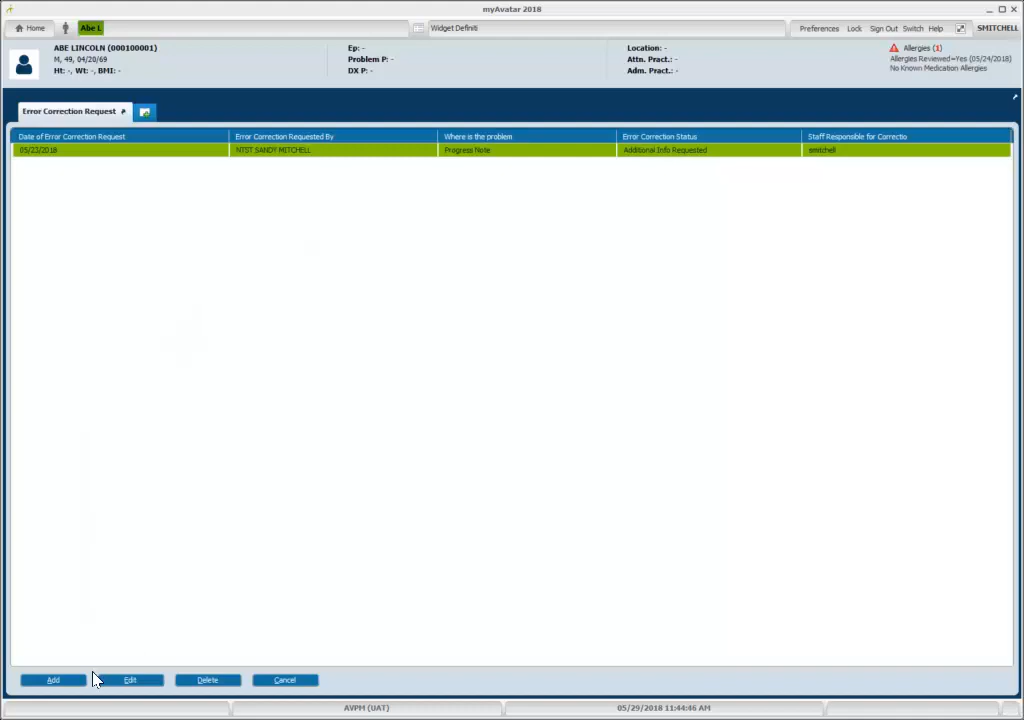 myAvatar 2018
Home
Abe L
Widget Definiti
Preferences Lock Sign Out Switch Help
SMITCHELL
ABE LINCOLN (000100001)
M, 49, 04/20/69
Ht: -, Wt: -, BMI: -
Ep: -
Problem P: -
DX P: -
Location: -
Attn. Pract.: -
Adm. Pract.: -
Allergies (1)
Allergies Reviewed=Yes (05/24/2018)
No Known Medication Allergies
Error Correction Request
Date of Error Correction Request Error Correction Requested By Where is the problem Error Correction Status Staff Responsible for Correctio
05/23/2018 NTST SANDY MITCHELL Progress Note Additional Info Requested smitchell
Add Edit Delete Cancel
AVPM (UAT) 05/29/2018 11:44:46 AM